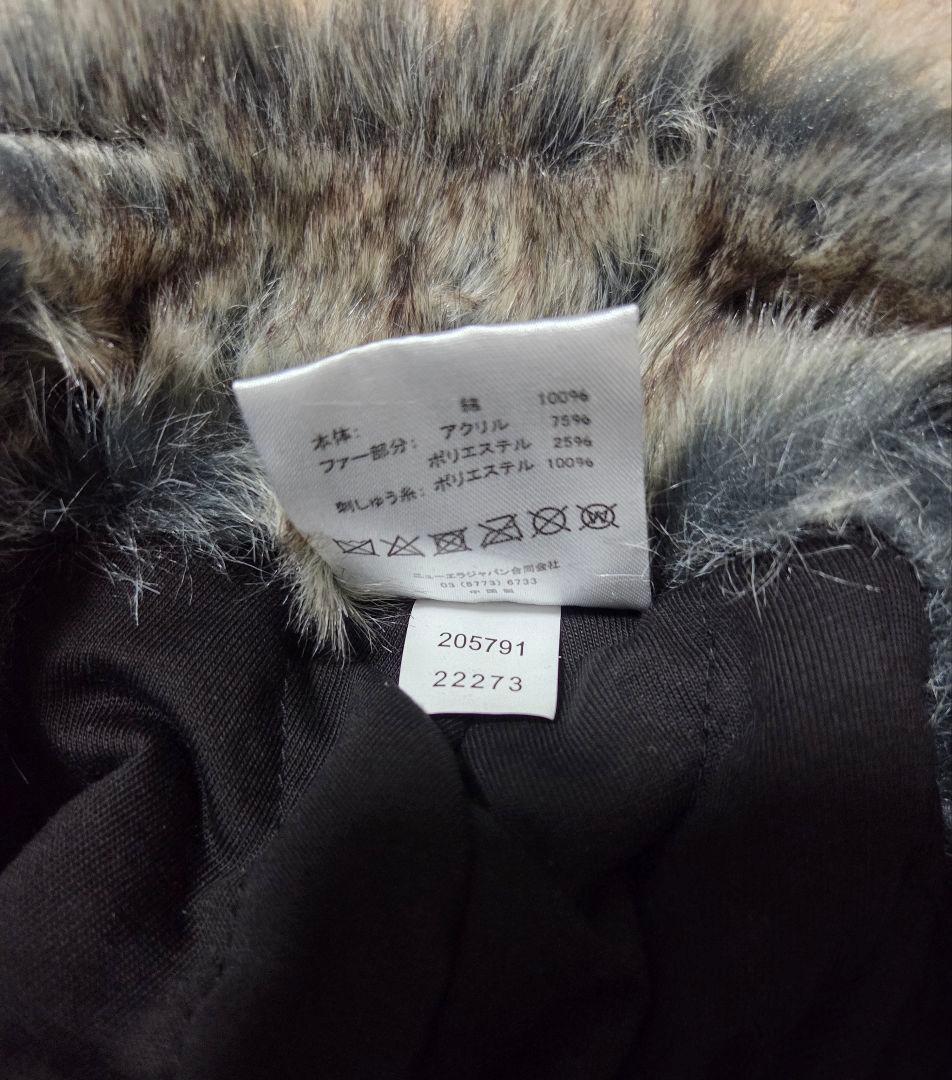 本体: 綿 100%
ファー部分: アクリル 75%
ポリエステル 25%
刺しゅう糸: ポリエステル 100%
ニューエラジャパン合同会社
03 (6773) 6733
中国製
205791
22273